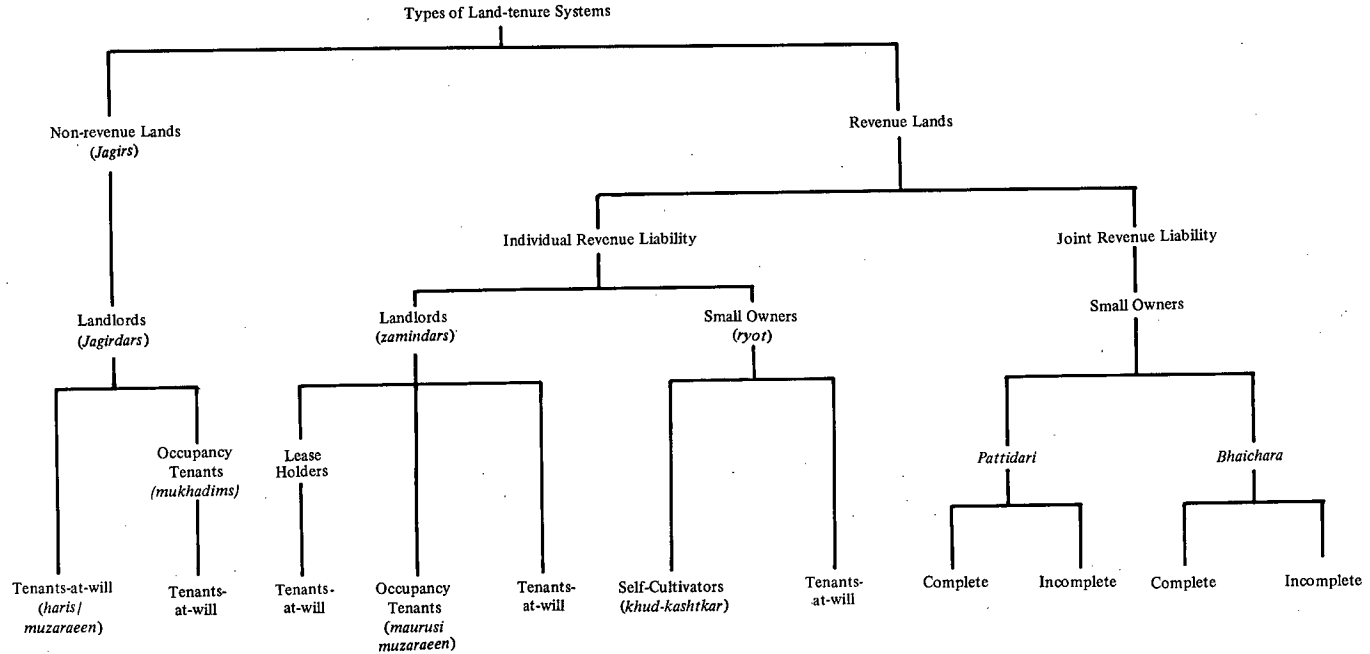 Types of Land-tenure Systems
Non-revenue Lands
(Jagirs)
Revenue Lands
Individual Revenue Liability
Joint Revenue Liability
Landlords
(Jagirdars)
Landlords
(zamindars)
Small Owners
(ryot)
Small Owners
Occupancy
Tenants
(mukhadims)
Lease
Holders
Pattidari
Bhaichara
Tenants-at-will
(haris/
muzaraeen)
Tenants-
at-will
Tenants-
at-will
Occupancy
Tenants
(maurusi
muzaraeen)
Tenants-
at-will
Self-Cultivators
(khud-kashtkar)
Tenants-
at-will
Complete
Incomplete
Complete
Incomplete